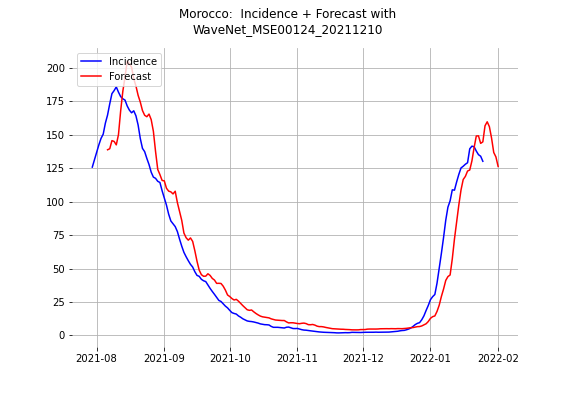 Morocco:  Incidence + Forecast with
WaveNet_MSE00124_20211210
Incidence
Forecast
200
175
150
125
100
75
50
25
0
2021-08 2021-09 2021-10 2021-11 2021-12 2022-01 2022-02